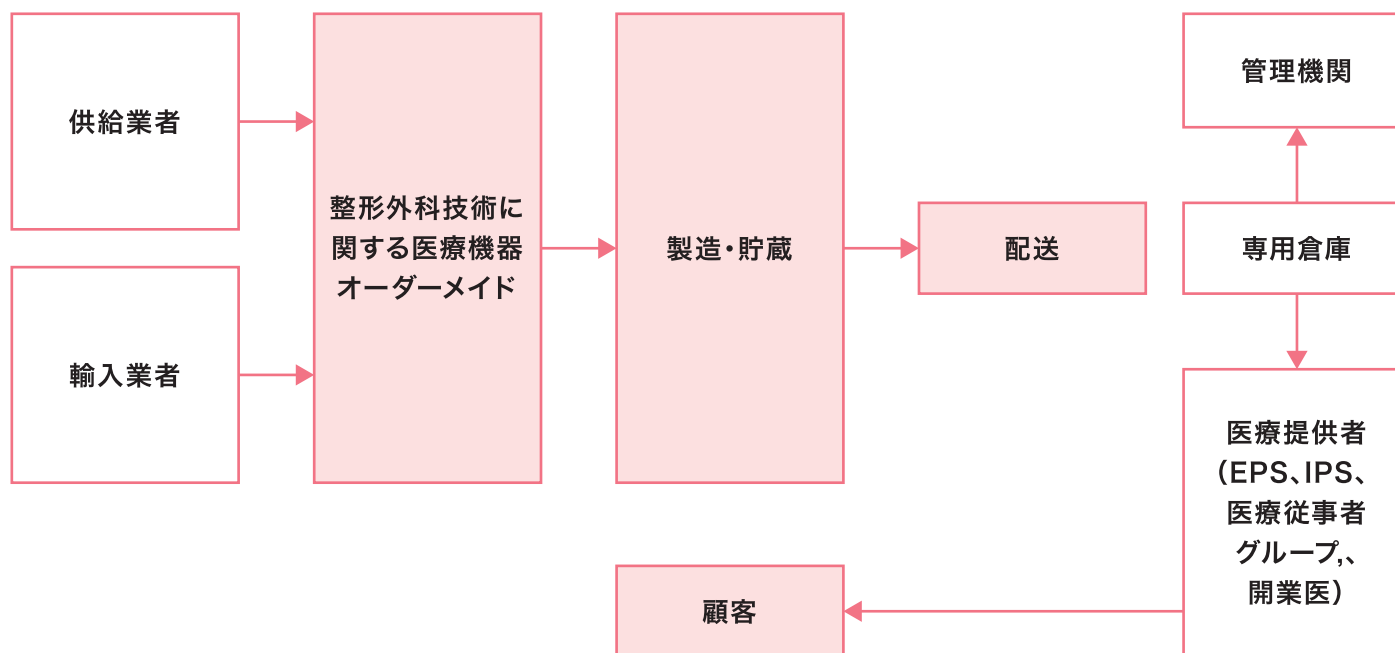 供給業者
輸入業者
整形外科技術に
関する医療機器
オーダーメイド
製造・貯蔵
配送
管理機関
専用倉庫
医療提供者
（EPS、IPS、
医療従事者
グループ,、
開業医）
顧客